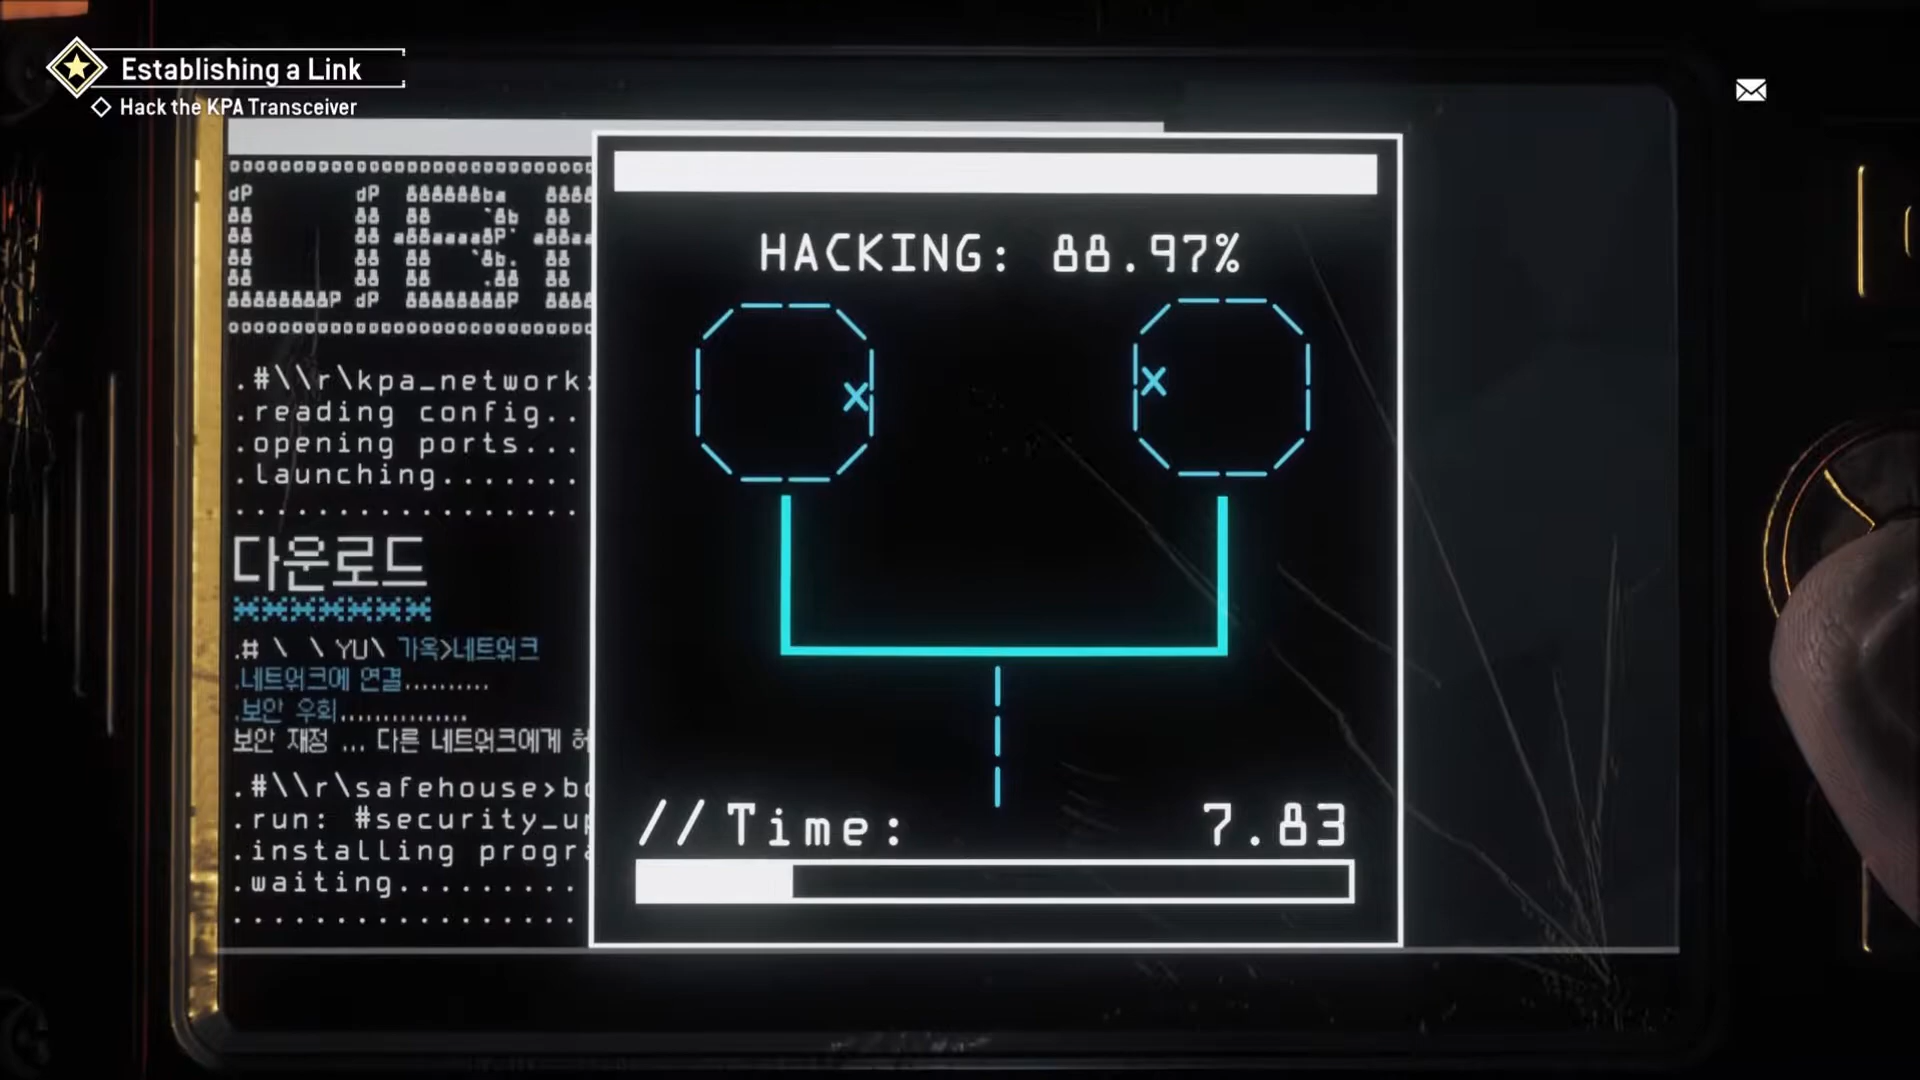 Establishing a Link
Hack the KPA Transceiver
HACKING: 88.97%
.#\\r\kpa_network>
.reading config..
.opening ports...
.launching.......
다운로드
*******
.# \ \ YU\ 가옥>네트워크
.네트워크에 연결..........
.보안 우회...............
보안 재정 ... 다른 네트워크에게 허
.#\\r\safehouse>bo
.run: #security_up
.installing progra
.waiting.........
//Time: 7.83